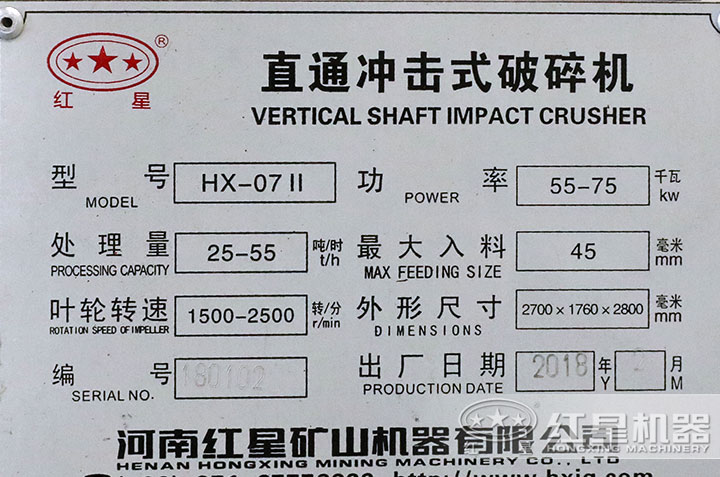 ®
红星
直通冲击式破碎机
VERTICAL SHAFT IMPACT CRUSHER
型号 HX-07 II 功率 55-75 千瓦
MODEL POWER kw
处理量 25-55 吨/时 最大入料 45 毫米
PROCESSING CAPACITY t/h MAX FEEDING SIZE mm
叶轮转速 1500-2500 转/分 外形尺寸 2700×1760×2800 毫米
ROTATION SPEED OF IMPELLER r/min DIMENSIONS mm
编号 180102 出厂日期 2018 年 2 月
SERIAL NO. PRODUCTION DATE Y M
河南红星矿山机器有限公司
HENAN HONGXING MINING MACHINERY CO., LTD
红星机器
HONGXING MACHINERY